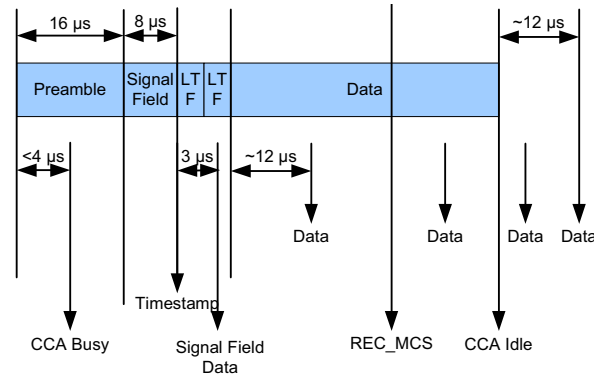 16 µs
8 µs
~12 µs
Preamble
Signal
Field
LT
F
LT
F
Data
<4 µs
3 µs
~12 µs
Data
Data
Data
Data
Timestamp
CCA Busy
Signal Field
Data
REC_MCS
CCA Idle